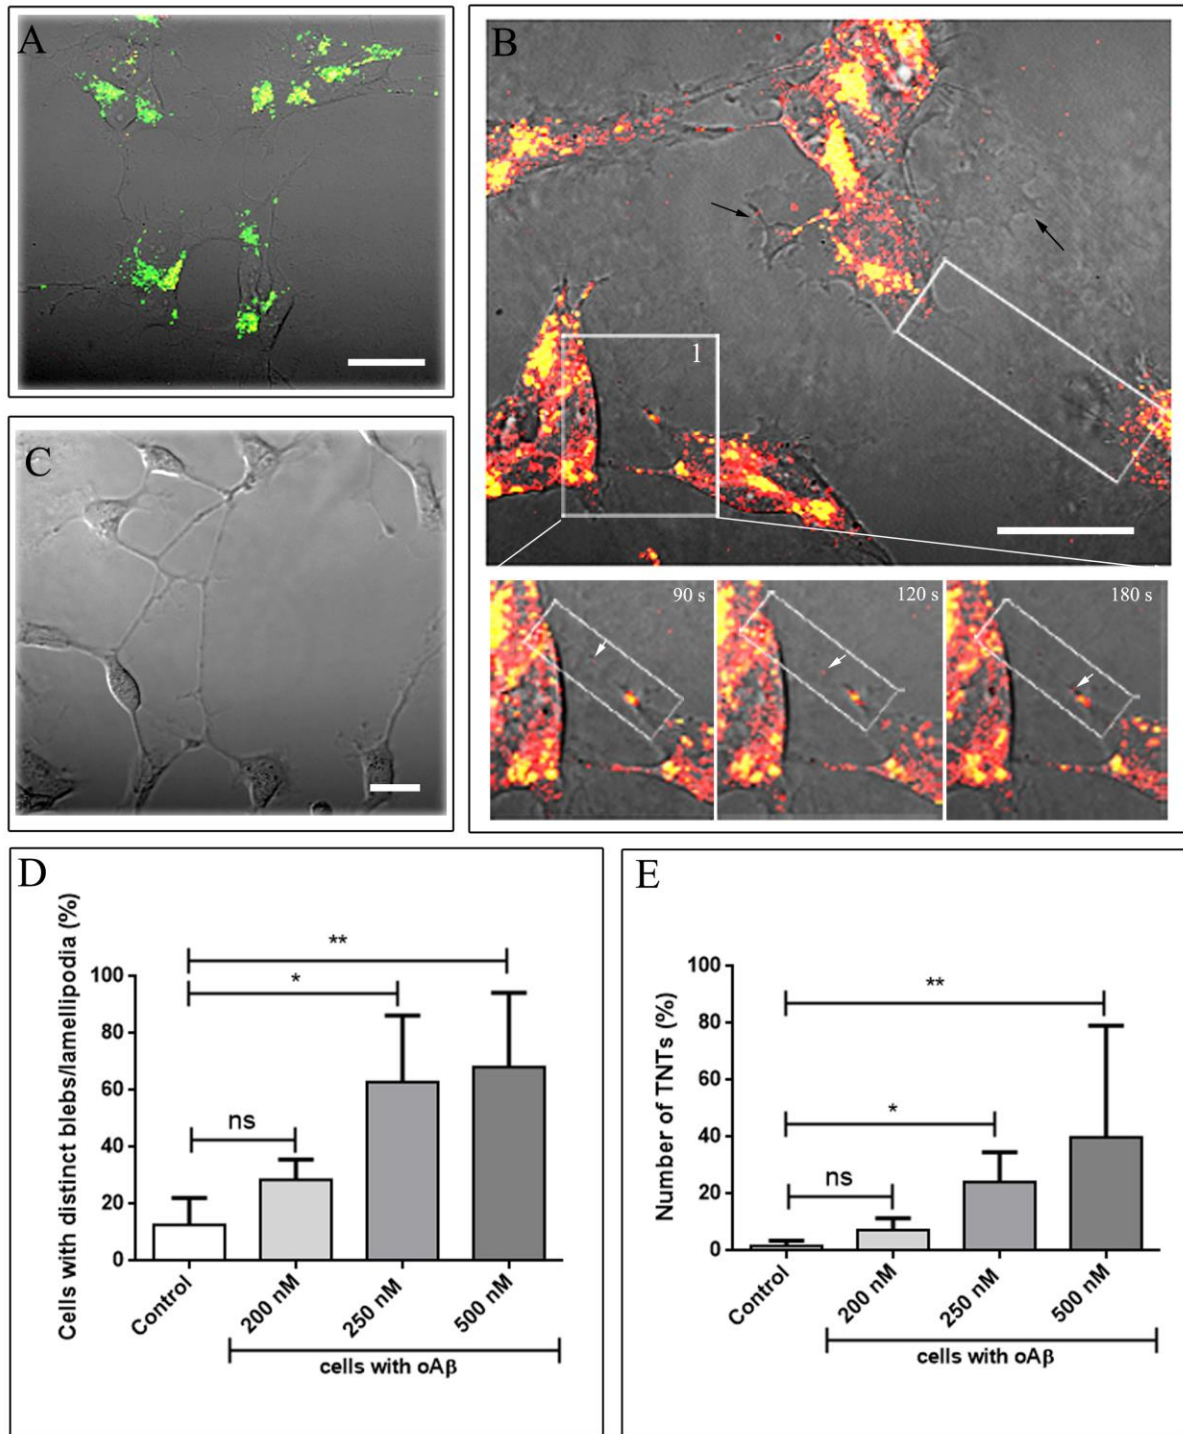 A
B
1
C
90 s
120 s
180 s
D
Cells with distinct blebs/lamellipodia (%)
100
80
60
40
20
0
**
*
ns
Control
200 nM
250 nM
500 nM
cells with oAβ
E
Number of TNTs (%)
100
80
60
40
20
0
**
*
ns
Control
200 nM
250 nM
500 nM
cells with oAβ